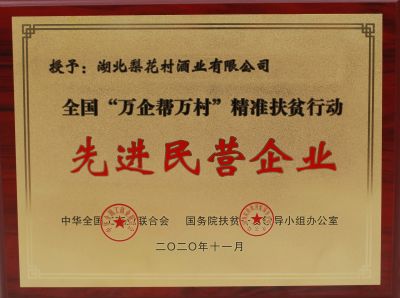 授予：湖北梨花村酒业有限公司
全国“万企帮万村”精准扶贫行动
先进民营企业
中华全国 联合会 国务院扶贫 导小组办公室
二〇二〇年十一月